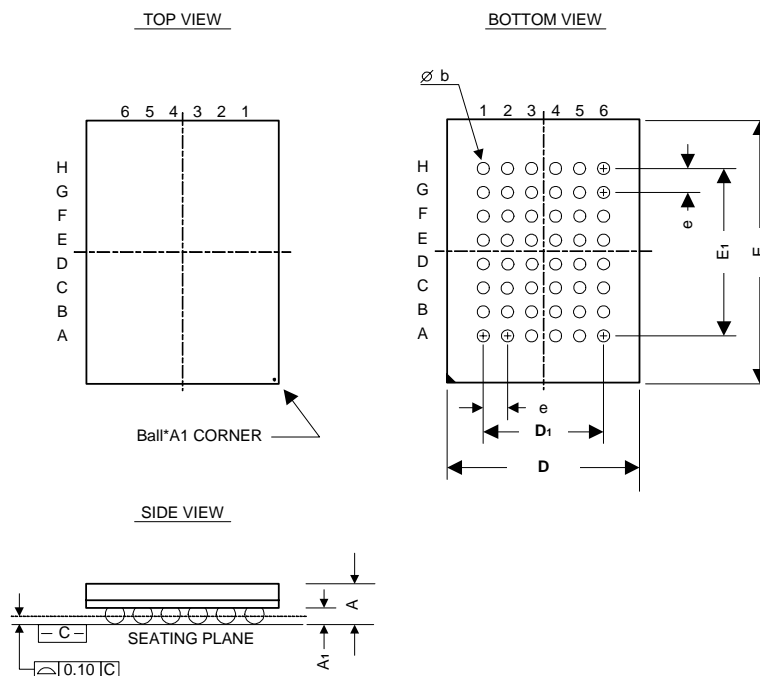 TOP VIEW
BOTTOM VIEW
Ø b
6 5 4 3 2 1
1 2 3 4 5 6
H
G
F
E
D
C
B
A
H
G
F
E
D
C
B
A
e
E1
E
e
D1
D
Ball*A1 CORNER
SIDE VIEW
A
A1
– C –
SEATING PLANE
⌓ 0.10 C